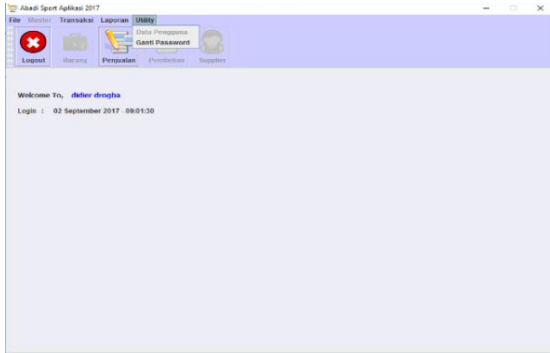 Abadi Sport Aplikasi 2017
File Master Transaksi Laporan Utility
Data Pengguna
Ganti Password
Logout Barang Penjualan Pembelian Supplier
Welcome To, didier drogba
Login : 02 September 2017 - 09:01:30